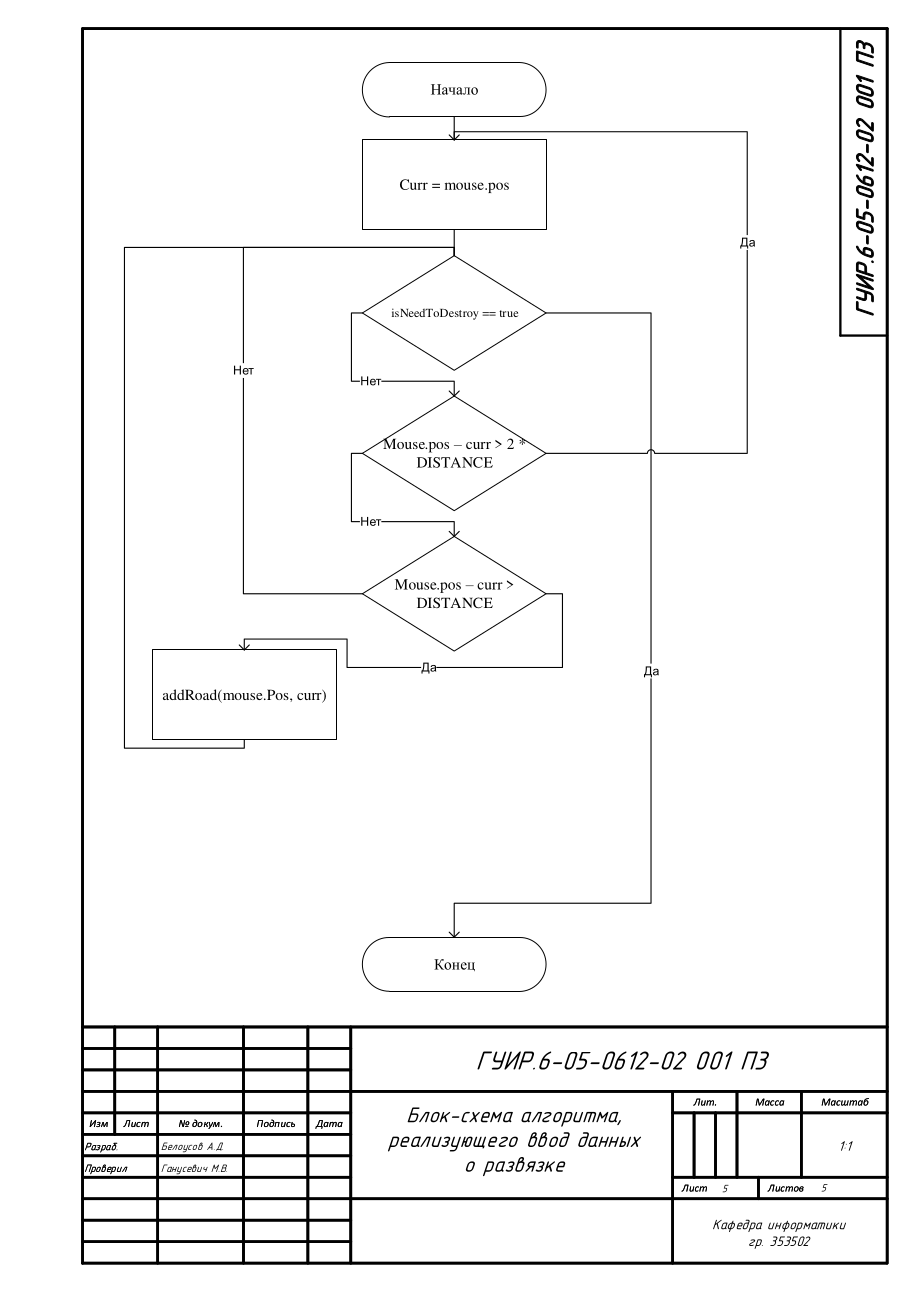 ГУИР.6-05-0612-02 001 ПЗ
Начало
Curr = mouse.pos
Да
isNeedToDestroy == true
Нет
Нет
Mouse.pos – curr > 2 *
DISTANCE
Нет
Mouse.pos – curr >
DISTANCE
Да
Да
addRoad(mouse.Pos, curr)
Конец
ГУИР.6-05-0612-02 001 ПЗ
Блок-схема алгоритма,
реализующего ввод данных
о развязке
Лит. Масса Масштаб
1:1
Изм Лист № докум. Подпись Дата
Разраб. Белоусов А.Д.
Проверил Ганусевич М.В.
Лист 5 Листов 5
Кафедра информатики
гр. 353502